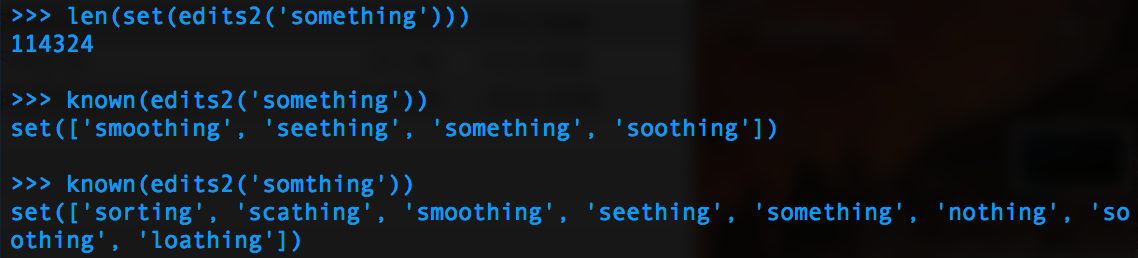 >>> len(set(edits2('something')))
114324
>>> known(edits2('something'))
set(['smoothing', 'seething', 'something', 'soothing'])
>>> known(edits2('somthing'))
set(['sorting', 'scathing', 'smoothing', 'seething', 'something', 'nothing', 'so
othing', 'loathing'])